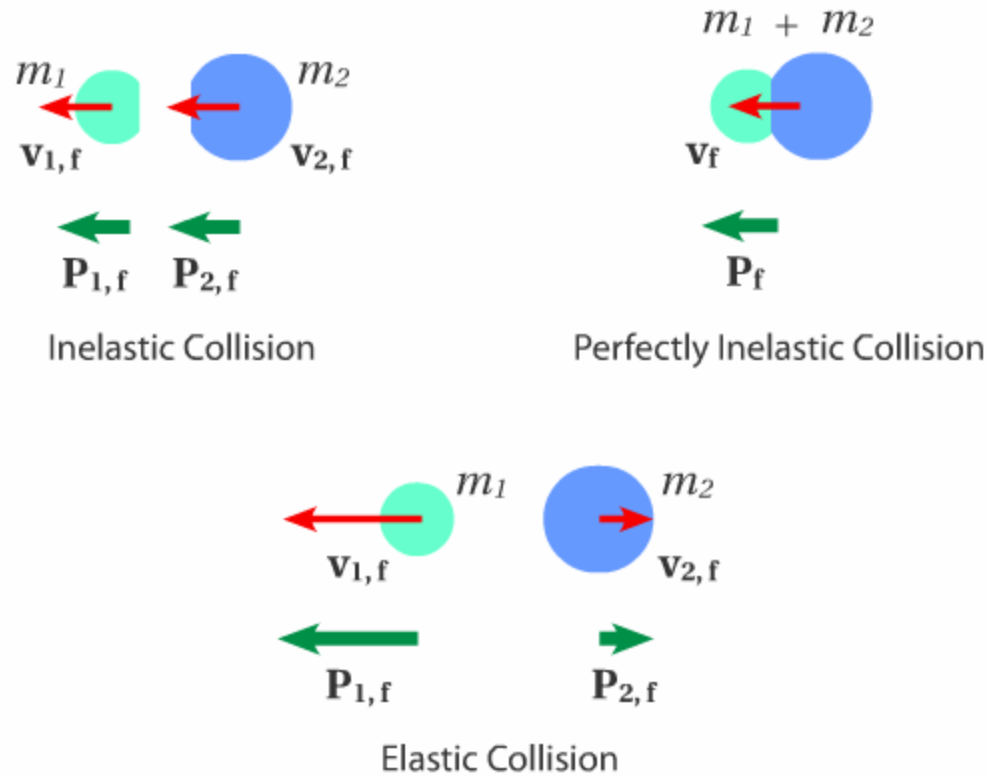 m₁ + m₂
m₁ m₂
v₁,f v₂,f vf
P₁,f P₂,f Pf
Inelastic Collision Perfectly Inelastic Collision
m₁ m₂
v₁,f v₂,f
P₁,f P₂,f
Elastic Collision